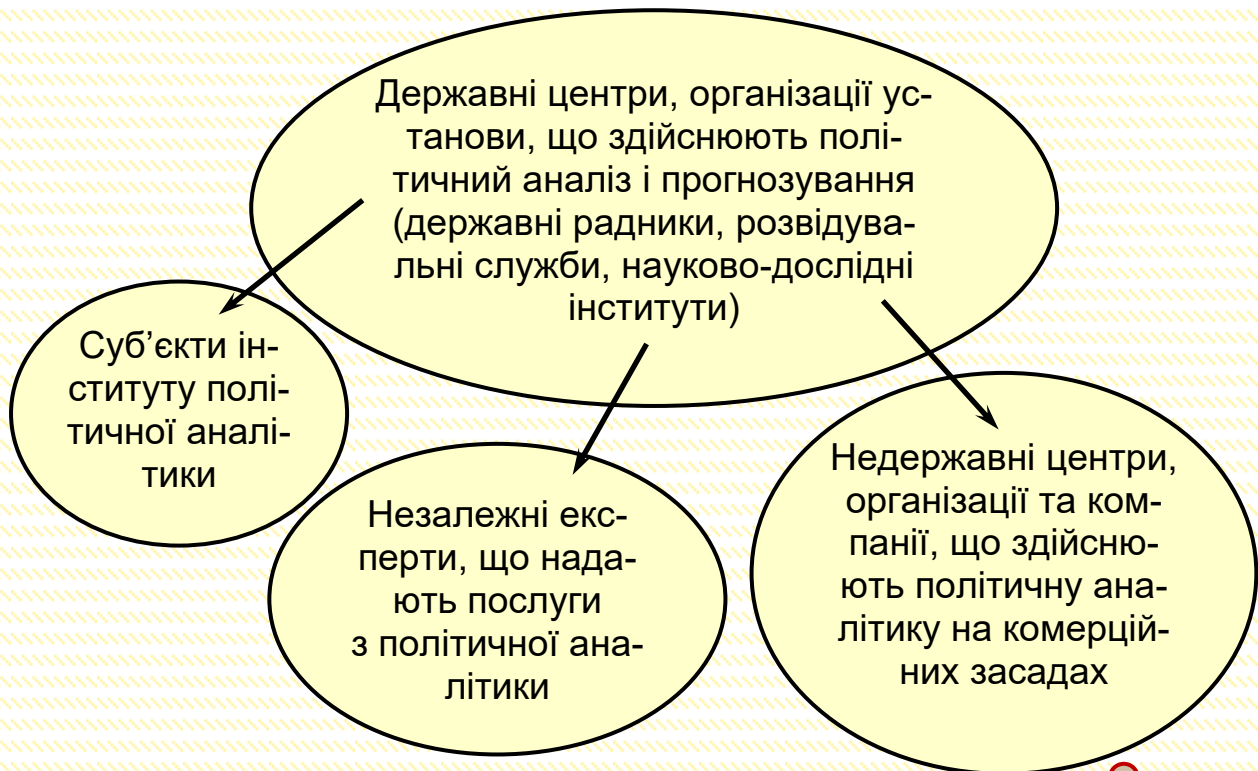 Державні центри, організації ус-
танови, що здійснюють полі-
тичний аналіз і прогнозування
(державні радники, розвідува-
льні служби, науково-дослідні
інститути)
Суб’єкти ін-
ституту полі-
тичної аналі-
тики
Незалежні екс-
перти, що нада-
ють послуги
з політичної ана-
літики
Недержавні центри,
організації та ком-
панії, що здійсню-
ють політичну ана-
літику на комерцій-
них засадах